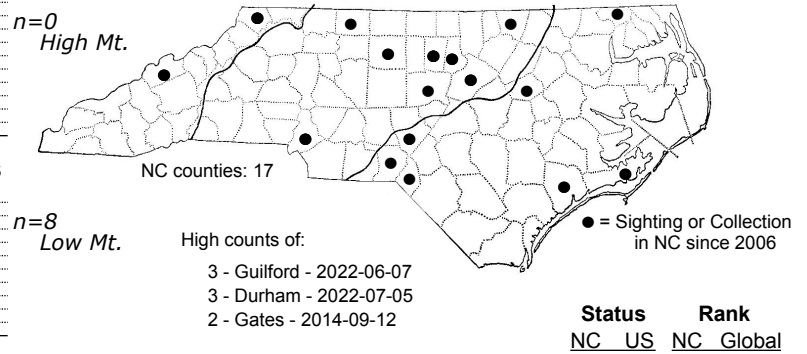 n=0
High Mt.
NC counties: 17
n=8
Low Mt.
High counts of:
3 - Guilford - 2022-06-07
3 - Durham - 2022-07-05
2 - Gates - 2014-09-12
● = Sighting or Collection
in NC since 2006
Status Rank
NC US NC Global